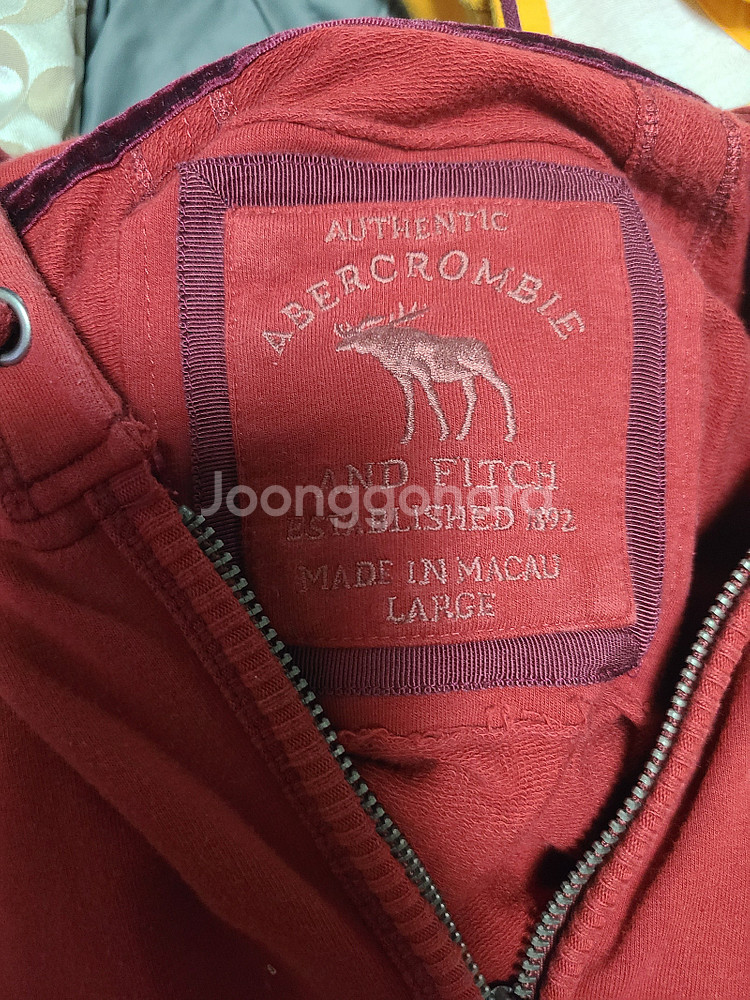 AUTHENTIC
ABERCROMBIE
AND FITCH
Joonggonara
ESTABLISHED 1892
MADE IN MACAU
LARGE